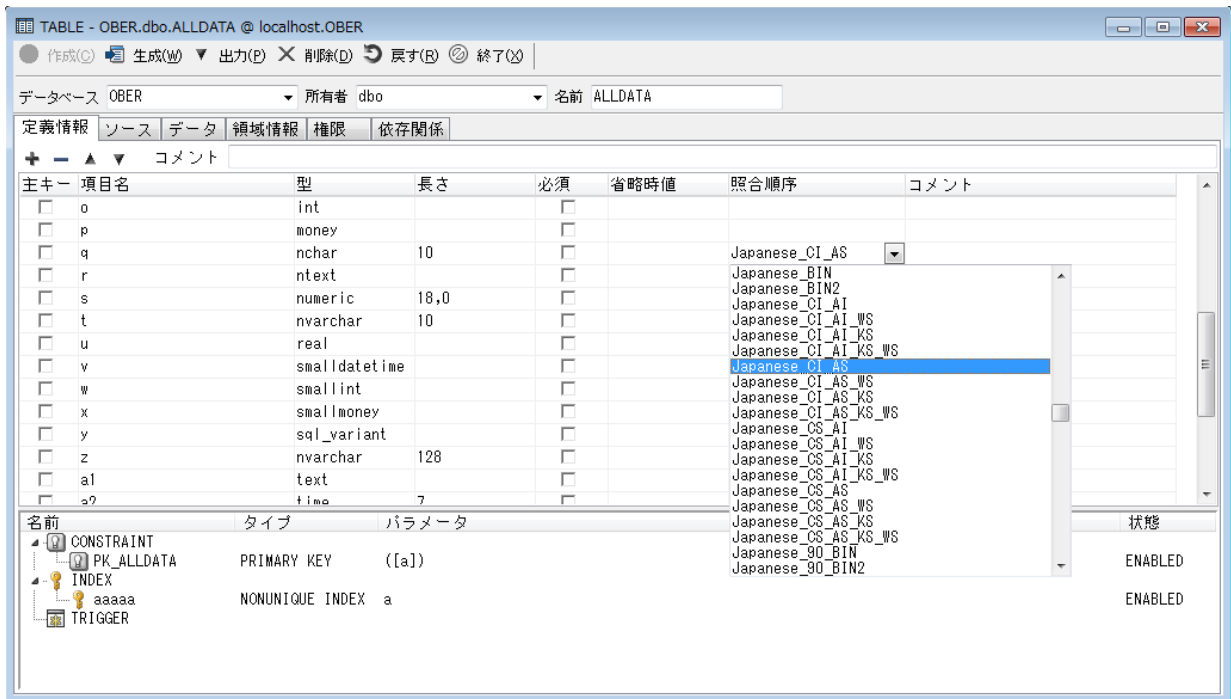 TABLE - OBER.dbo.ALLDATA @ localhost.OBER
作成(C) 生成(W) 出力(P) 削除(D) 戻す(R) 終了(X)
データベース OBER 所有者 dbo 名前 ALLDATA
定義情報 ソース データ 領域情報 権限 依存関係
コメント
主キー 項目名 型 長さ 必須 省略時値 照合順序 コメント
o int
p money
q nchar 10 Japanese_CI_AS
r ntext
s numeric 18,0
t nvarchar 10
u real
v smalldatetime
w smallint
x smallmoney
y sql_variant
z nvarchar 128
a1 text
a2 time 7
Japanese_BIN
Japanese_BIN2
Japanese_CI_AI
Japanese_CI_AI_WS
Japanese_CI_AI_KS
Japanese_CI_AI_KS_WS
Japanese_CI_AS
Japanese_CI_AS_WS
Japanese_CI_AS_KS
Japanese_CI_AS_KS_WS
Japanese_CS_AI
Japanese_CS_AI_WS
Japanese_CS_AI_KS
Japanese_CS_AI_KS_WS
Japanese_CS_AS
Japanese_CS_AS_WS
Japanese_CS_AS_KS
Japanese_CS_AS_KS_WS
Japanese_90_BIN
Japanese_90_BIN2
名前 タイプ パラメータ 状態
CONSTRAINT
PK_ALLDATA PRIMARY KEY ([a]) ENABLED
INDEX
aaaaa NONUNIQUE INDEX a ENABLED
TRIGGER